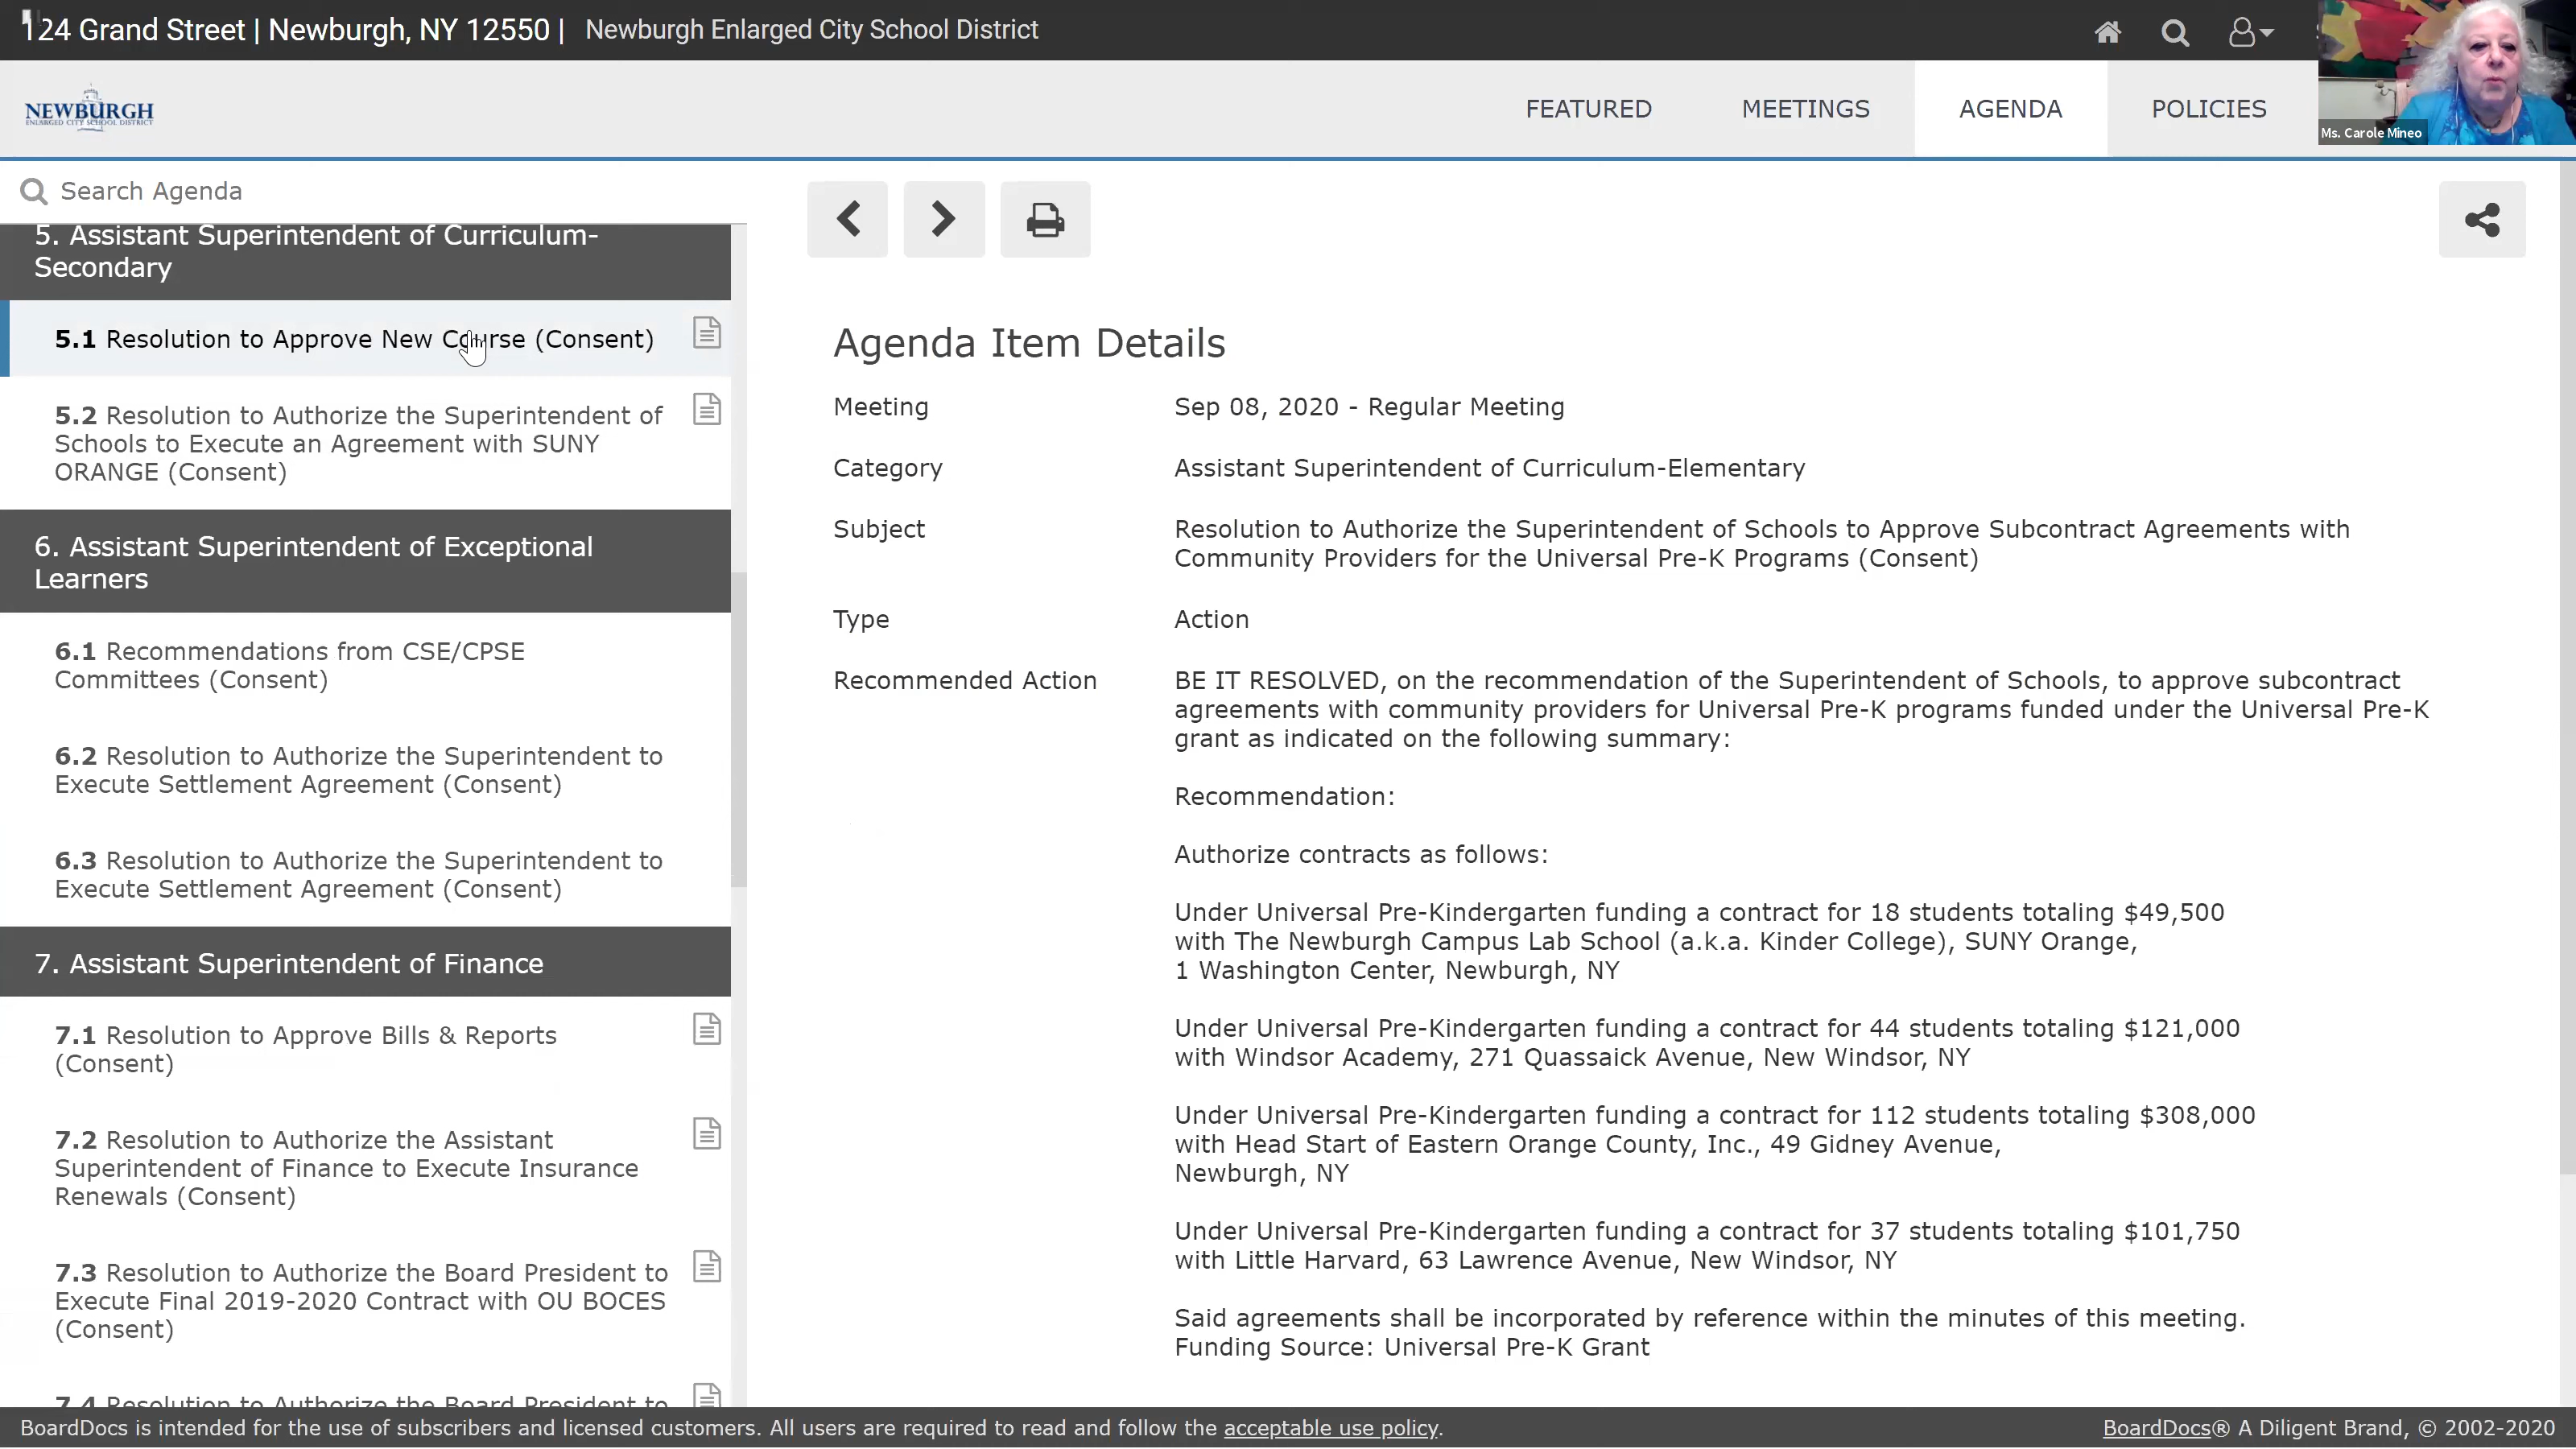 124 Grand Street | Newburgh, NY 12550 | Newburgh Enlarged City School District
NEWBURGH
ENLARGED CITY SCHOOL DISTRICT
FEATURED
MEETINGS
AGENDA
POLICIES
Ms. Carole Mineo
Search Agenda
5. Assistant Superintendent of Curriculum-
Secondary
5.1 Resolution to Approve New Course (Consent)
5.2 Resolution to Authorize the Superintendent of
Schools to Execute an Agreement with SUNY
ORANGE (Consent)
6. Assistant Superintendent of Exceptional
Learners
6.1 Recommendations from CSE/CPSE
Committees (Consent)
6.2 Resolution to Authorize the Superintendent to
Execute Settlement Agreement (Consent)
6.3 Resolution to Authorize the Superintendent to
Execute Settlement Agreement (Consent)
7. Assistant Superintendent of Finance
7.1 Resolution to Approve Bills & Reports
(Consent)
7.2 Resolution to Authorize the Assistant
Superintendent of Finance to Execute Insurance
Renewals (Consent)
7.3 Resolution to Authorize the Board President to
Execute Final 2019-2020 Contract with OU BOCES
(Consent)
7.4 Resolution to Authorize the Board President to
Agenda Item Details
Meeting
Sep 08, 2020 - Regular Meeting
Category
Assistant Superintendent of Curriculum-Elementary
Subject
Resolution to Authorize the Superintendent of Schools to Approve Subcontract Agreements with
Community Providers for the Universal Pre-K Programs (Consent)
Type
Action
Recommended Action
BE IT RESOLVED, on the recommendation of the Superintendent of Schools, to approve subcontract
agreements with community providers for Universal Pre-K programs funded under the Universal Pre-K
grant as indicated on the following summary:
Recommendation:
Authorize contracts as follows:
Under Universal Pre-Kindergarten funding a contract for 18 students totaling $49,500
with The Newburgh Campus Lab School (a.k.a. Kinder College), SUNY Orange,
1 Washington Center, Newburgh, NY
Under Universal Pre-Kindergarten funding a contract for 44 students totaling $121,000
with Windsor Academy, 271 Quassaick Avenue, New Windsor, NY
Under Universal Pre-Kindergarten funding a contract for 112 students totaling $308,000
with Head Start of Eastern Orange County, Inc., 49 Gidney Avenue,
Newburgh, NY
Under Universal Pre-Kindergarten funding a contract for 37 students totaling $101,750
with Little Harvard, 63 Lawrence Avenue, New Windsor, NY
Said agreements shall be incorporated by reference within the minutes of this meeting.
Funding Source: Universal Pre-K Grant
BoardDocs is intended for the use of subscribers and licensed customers. All users are required to read and follow the acceptable use policy.
BoardDocs® A Diligent Brand, © 2002-2020